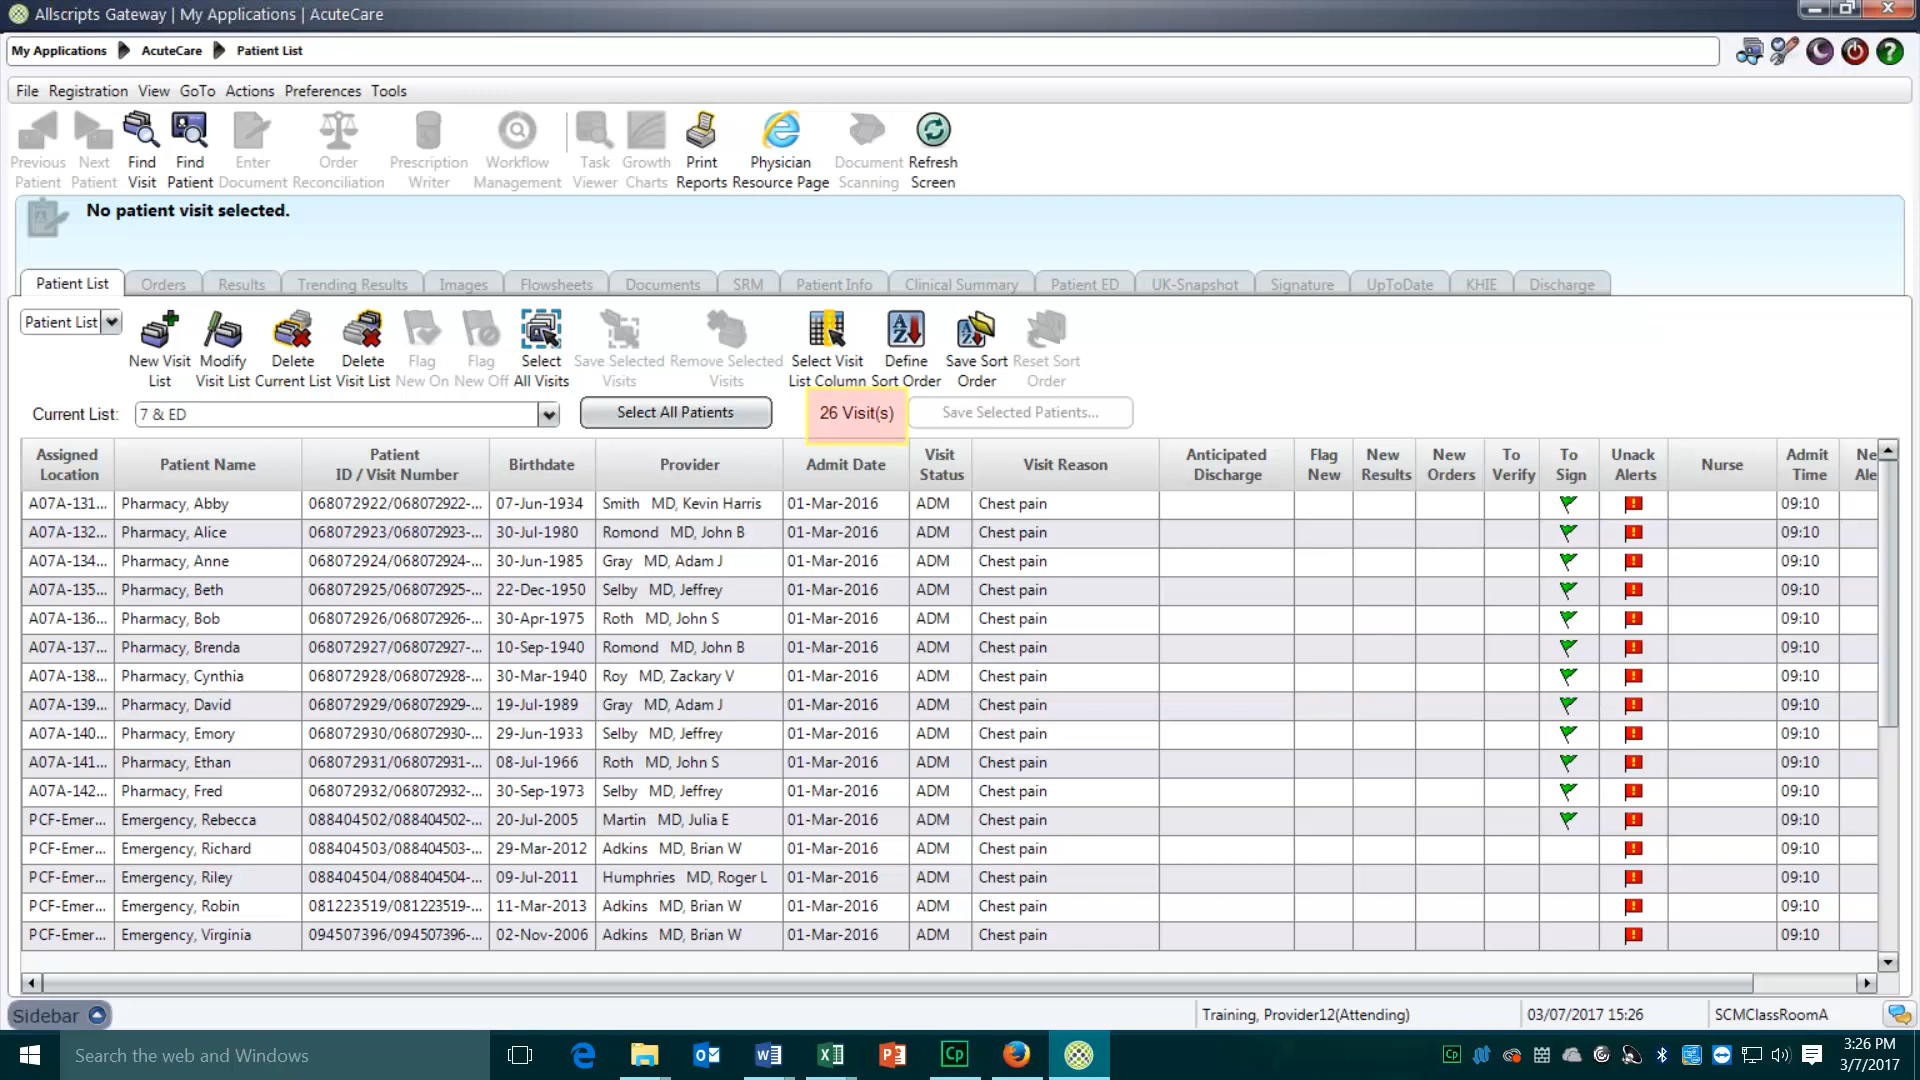 Allscripts Gateway | My Applications | AcuteCare
My Applications AcuteCare Patient List
File Registration View GoTo Actions Preferences Tools
Previous Patient Next Patient Find Visit Find Patient Enter Document Order Reconciliation Prescription Writer Workflow Management Task Viewer Growth Charts Print Reports Physician Resource Page Document Scanning Refresh Screen
No patient visit selected.
Patient List Orders Results Trending Results Images Flowsheets Documents SRM Patient Info Clinical Summary Patient ED UK-Snapshot Signature UpToDate KHIE Discharge
Patient List New Visit List Modify Visit List Delete Current List Delete Visit List Flag New On Flag New Off Select All Visits Save Selected Visits Remove Selected Visits Select Visit List Column Define Sort Order Save Sort Order Reset Sort Order
Current List: 7 & ED Select All Patients 26 Visit(s) Save Selected Patients...
Assigned Location Patient Name Patient ID / Visit Number Birthdate Provider Admit Date Visit Status Visit Reason Anticipated Discharge Flag New New Results New Orders To Verify To Sign Unack Alerts Nurse Admit Time Ne Ale
A07A-131... Pharmacy, Abby 068072922/068072922-... 07-Jun-1934 Smith MD, Kevin Harris 01-Mar-2016 ADM Chest pain 09:10
A07A-132... Pharmacy, Alice 068072923/068072923-... 30-Jul-1980 Romond MD, John B 01-Mar-2016 ADM Chest pain 09:10
A07A-134... Pharmacy, Anne 068072924/068072924-... 30-Jun-1985 Gray MD, Adam J 01-Mar-2016 ADM Chest pain 09:10
A07A-135... Pharmacy, Beth 068072925/068072925-... 22-Dec-1950 Selby MD, Jeffrey 01-Mar-2016 ADM Chest pain 09:10
A07A-136... Pharmacy, Bob 068072926/068072926-... 30-Apr-1975 Roth MD, John S 01-Mar-2016 ADM Chest pain 09:10
A07A-137... Pharmacy, Brenda 068072927/068072927-... 10-Sep-1940 Romond MD, John B 01-Mar-2016 ADM Chest pain 09:10
A07A-138... Pharmacy, Cynthia 068072928/068072928-... 30-Mar-1940 Roy MD, Zackary V 01-Mar-2016 ADM Chest pain 09:10
A07A-139... Pharmacy, David 068072929/068072929-... 19-Jul-1989 Gray MD, Adam J 01-Mar-2016 ADM Chest pain 09:10
A07A-140... Pharmacy, Emory 068072930/068072930-... 29-Jun-1933 Selby MD, Jeffrey 01-Mar-2016 ADM Chest pain 09:10
A07A-141... Pharmacy, Ethan 068072931/068072931-... 08-Jul-1966 Roth MD, John S 01-Mar-2016 ADM Chest pain 09:10
A07A-142... Pharmacy, Fred 068072932/068072932-... 30-Sep-1973 Selby MD, Jeffrey 01-Mar-2016 ADM Chest pain 09:10
PCF-Emer... Emergency, Rebecca 088404502/088404502-... 20-Jul-2005 Martin MD, Julia E 01-Mar-2016 ADM Chest pain 09:10
PCF-Emer... Emergency, Richard 088404503/088404503-... 29-Mar-2012 Adkins MD, Brian W 01-Mar-2016 ADM Chest pain 09:10
PCF-Emer... Emergency, Riley 088404504/088404504-... 09-Jul-2011 Humphries MD, Roger L 01-Mar-2016 ADM Chest pain 09:10
PCF-Emer... Emergency, Robin 081223519/081223519-... 11-Mar-2013 Adkins MD, Brian W 01-Mar-2016 ADM Chest pain 09:10
PCF-Emer... Emergency, Virginia 094507396/094507396-... 02-Nov-2006 Adkins MD, Brian W 01-Mar-2016 ADM Chest pain 09:10
Sidebar Training, Provider12(Attending) 03/07/2017 15:26 SCMClassRoomA
Search the web and Windows 3:26 PM
3/7/2017